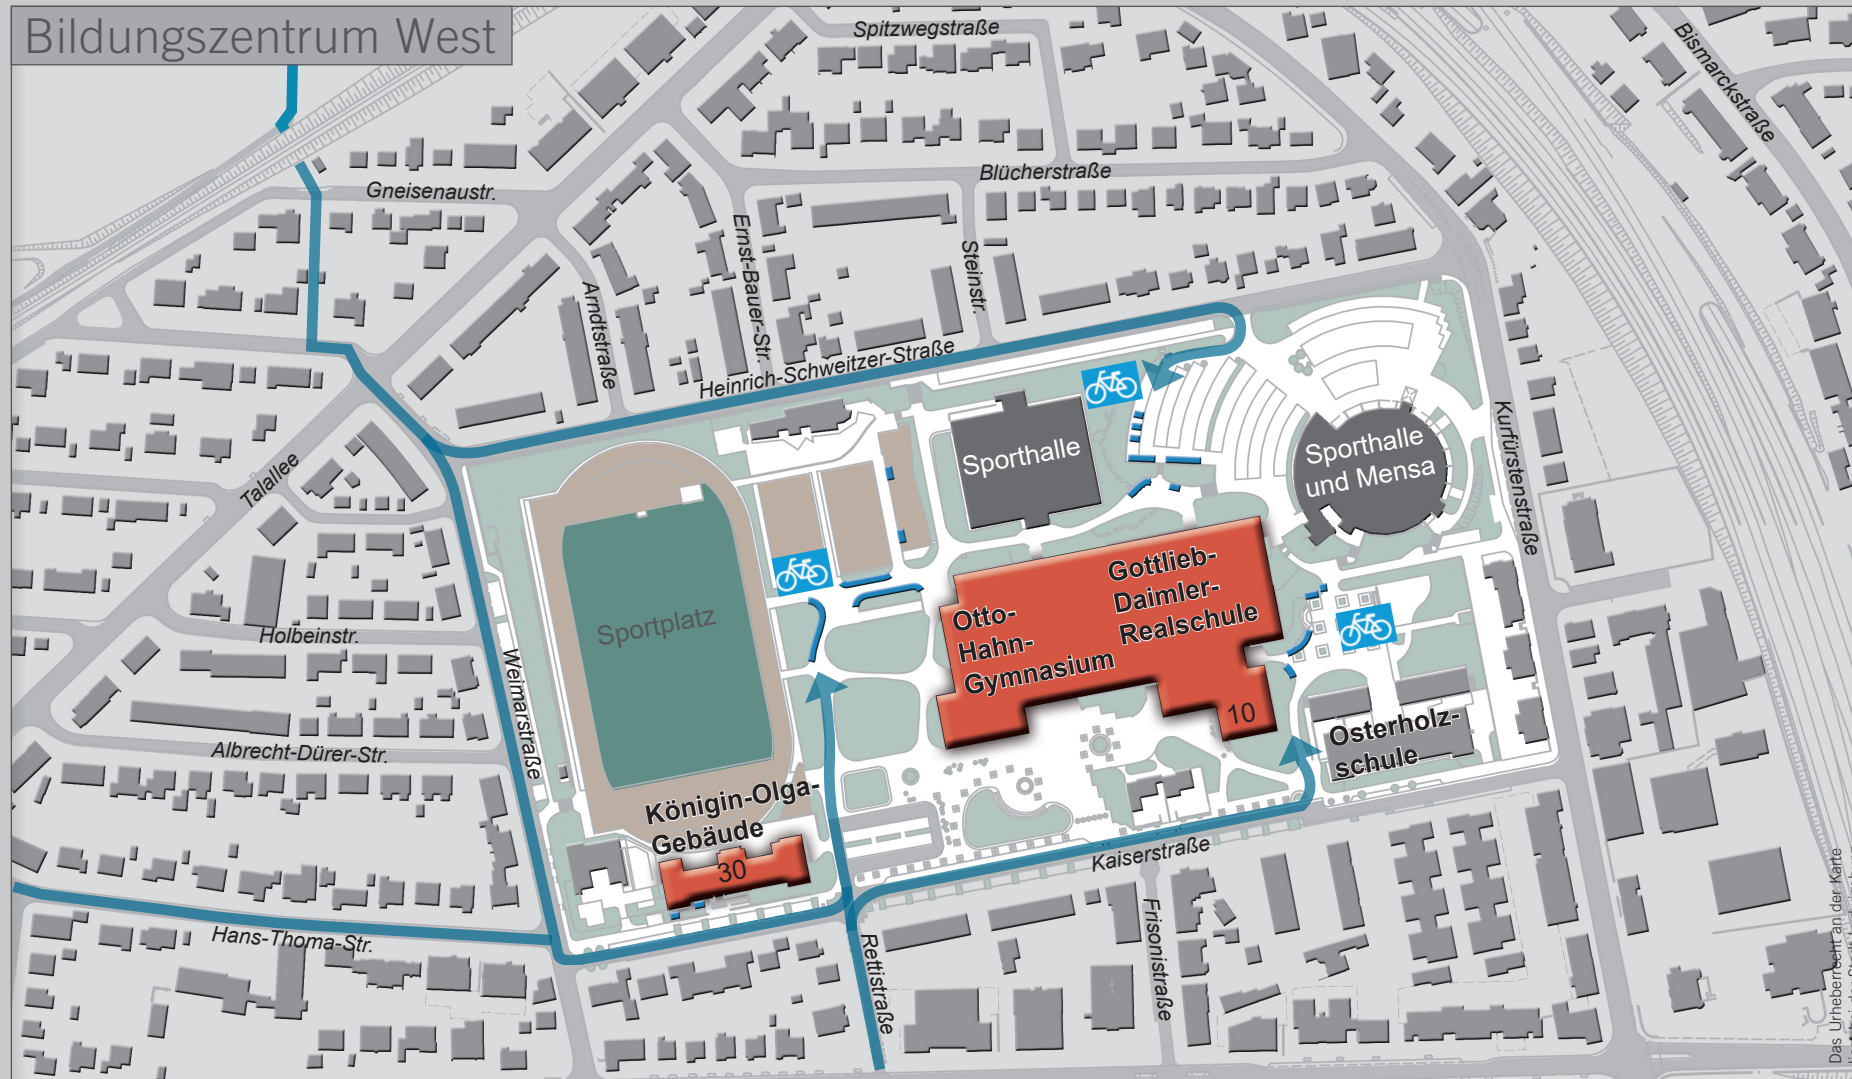 Bildungszentrum West
Spitzwegstraße
Bismarckstraße
Gneisenaustr.
Blücherstraße
Ernst-Bauer-Str.
Steinstr.
Arndtstraße
Heinrich-Schweitzer-Straße
Kurfürstenstraße
Sporthalle
Sporthalle
und Mensa
Talallee
Sportplatz
Otto-
Hahn-
Gymnasium
Gottlieb-
Daimler-
Realschule
10
Holbeinstr.
Weimarstraße
Albrecht-Dürer-Str.
Osterholz-
schule
Königin-Olga-
Gebäude
30
Kaiserstraße
Hans-Thoma-Str.
Rettistraße
Frisonistraße
Das Urheberrecht an der Karte